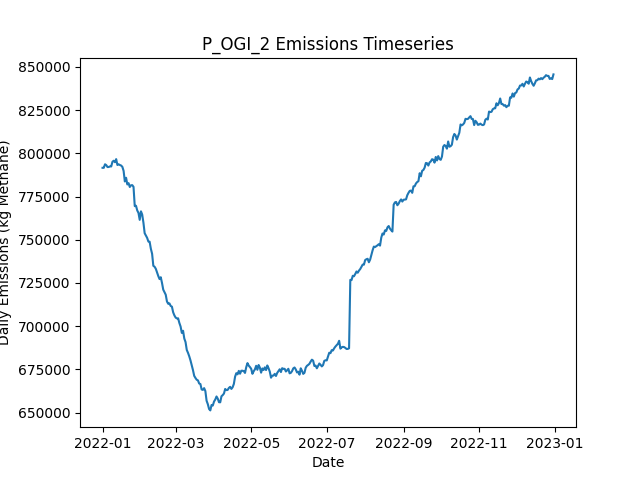 P_OGI_2 Emissions Timeseries
Daily Emissions (kg Methane)
850000
825000
800000
775000
750000
725000
700000
675000
650000
2022-01 2022-03 2022-05 2022-07 2022-09 2022-11 2023-01
Date